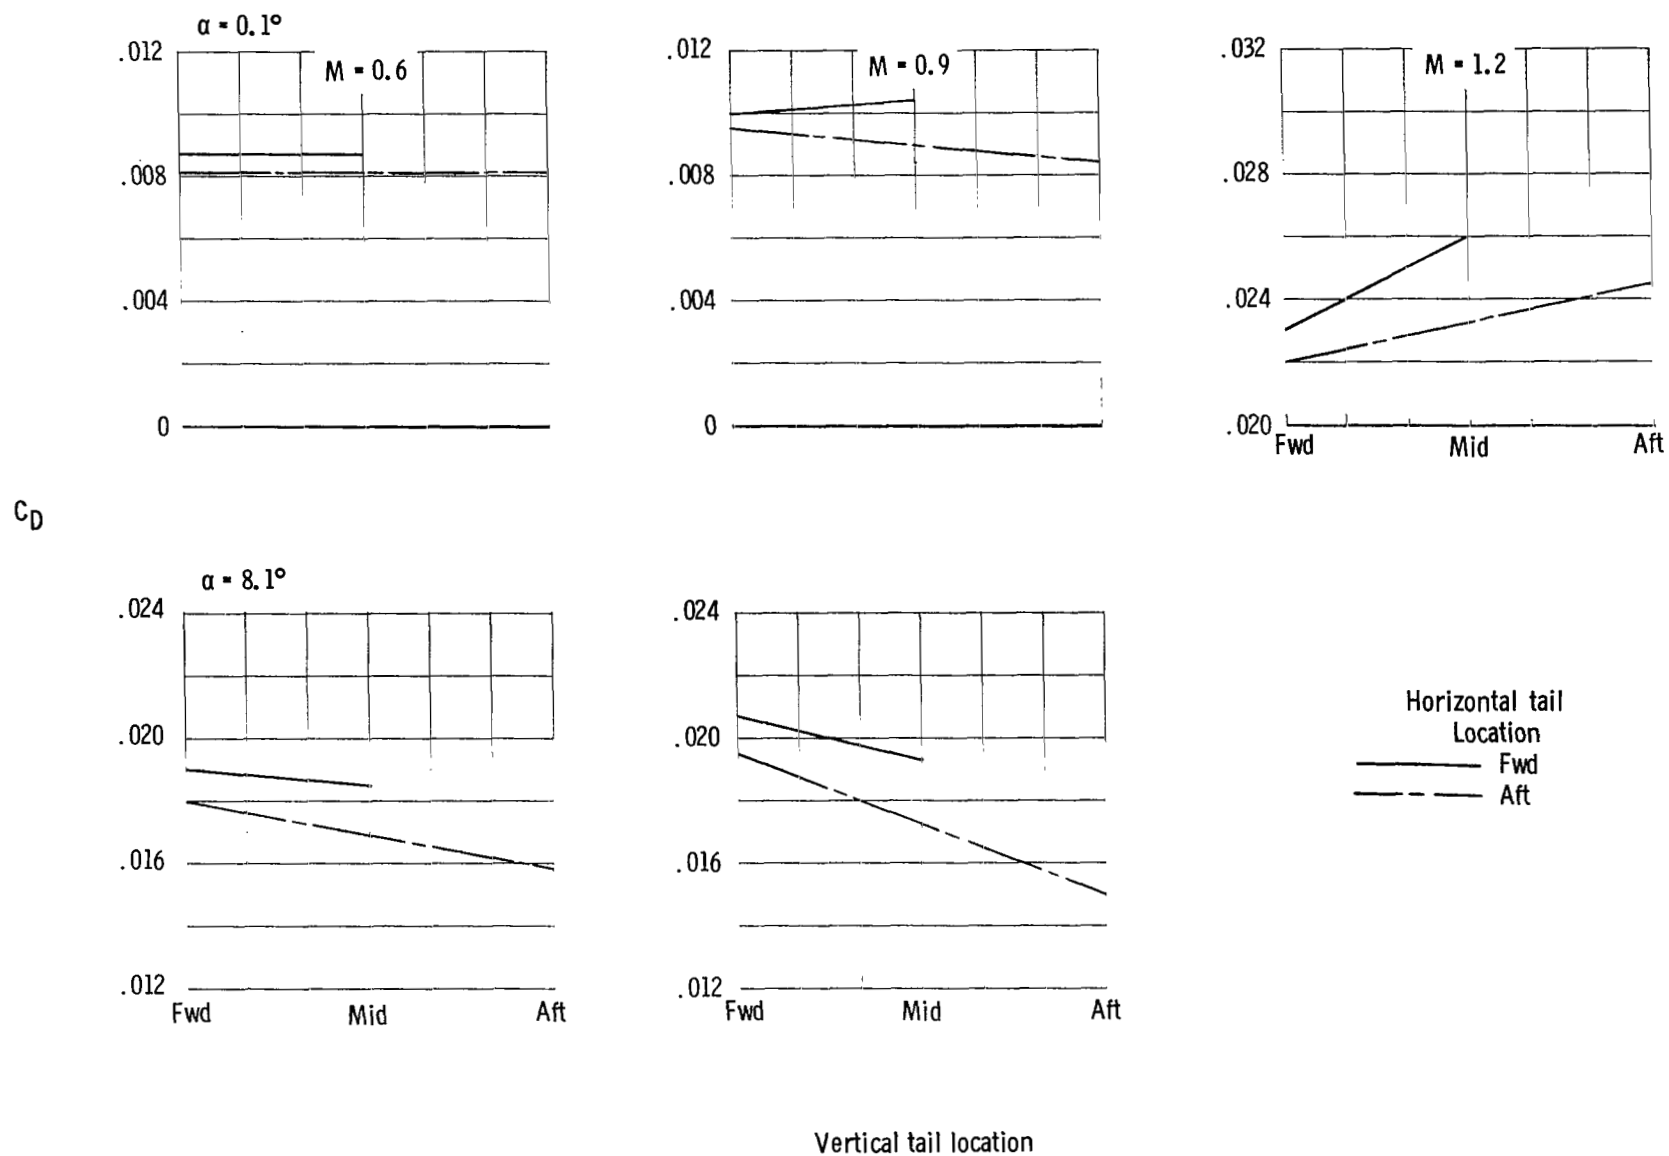 α = 0.1°
M = 0.6
.012
.008
.004
0
M = 0.9
.012
.008
.004
0
M = 1.2
.032
.028
.024
.020
Fwd Mid Aft
C_D
α = 8.1°
.024
.020
.016
.012
Fwd Mid Aft
.024
.020
.016
.012
Fwd Mid Aft
Horizontal tail
Location
Fwd
Aft
Vertical tail location